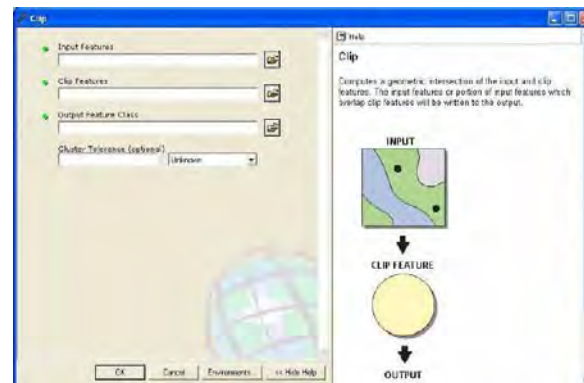 Clip
Input Features
Clip Features
Output Feature Class
Cluster Tolerance (optional)
Unknown
OK
Cancel
Environments...
<< Hide Help
Help
Clip
Computes a geometric intersection of the input and clip
features. The input features or portion of input features which
overlap clip features will be written to the output.
INPUT
CLIP FEATURE
OUTPUT